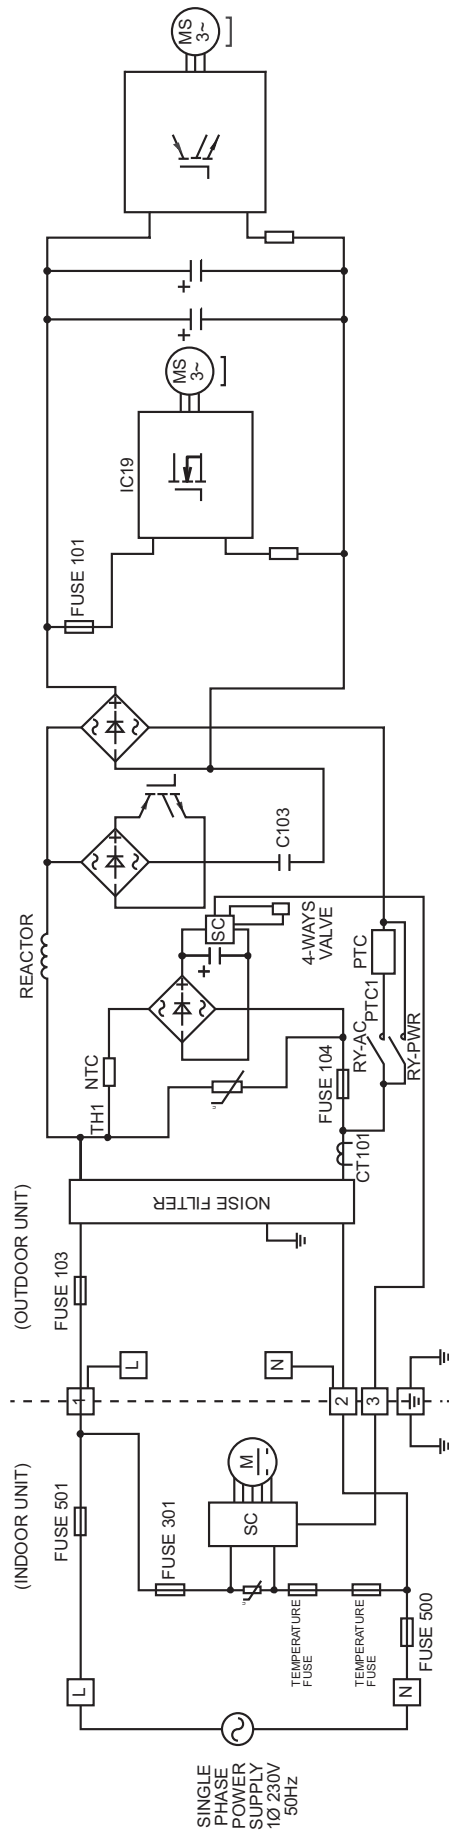 (INDOOR UNIT)
(OUTDOOR UNIT)
SINGLE
PHASE
POWER
SUPPLY
1Ø 230V
50Hz
L
N
FUSE 501
FUSE 500
FUSE 301
TEMPERATURE
FUSE
TEMPERATURE
FUSE
SC
M
1
2
3
L
N
FUSE 103
NOISE FILTER
CT101
FUSE 104
TH1
NTC
REACTOR
RY-AC
RY-PWR
PTC1
PTC
SC
4-WAYS
VALVE
C103
FUSE 101
IC19
MS
3~
MS
3~